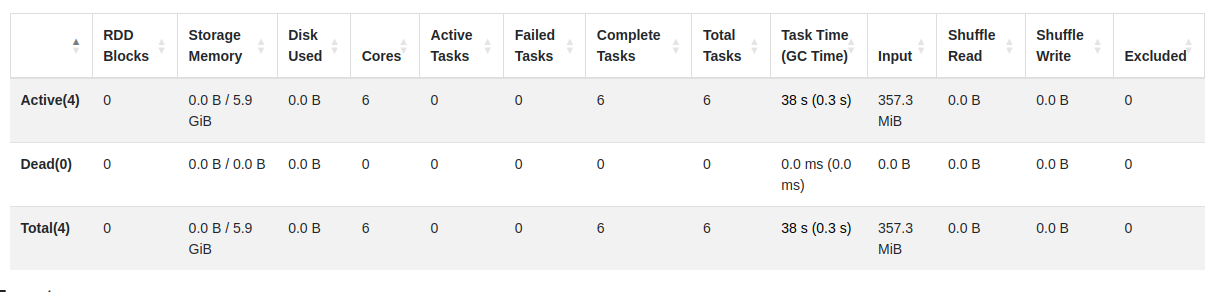 RDD Blocks Storage Memory Disk Used Cores Active Tasks Failed Tasks Complete Tasks Total Tasks Task Time (GC Time) Input Shuffle Read Shuffle Write Excluded
Active(4) 0 0.0 B / 5.9 GiB 0.0 B 6 0 0 6 6 38 s (0.3 s) 357.3 MiB 0.0 B 0.0 B 0
Dead(0) 0 0.0 B / 0.0 B 0.0 B 0 0 0 0 0 0.0 ms (0.0 ms) 0.0 B 0.0 B 0.0 B 0
Total(4) 0 0.0 B / 5.9 GiB 0.0 B 6 0 0 6 6 38 s (0.3 s) 357.3 MiB 0.0 B 0.0 B 0